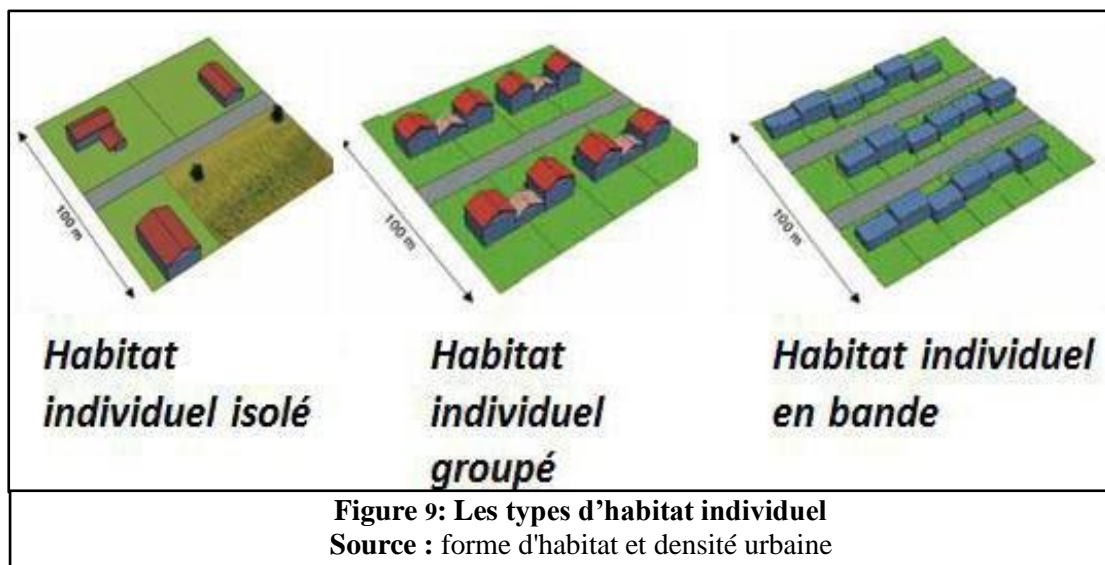 100 m
100 m
100 m
Habitat
individuel isolé
Habitat
individuel
groupé
Habitat individuel
en bande
Figure 9: Les types d’habitat individuel
Source : forme d'habitat et densité urbaine